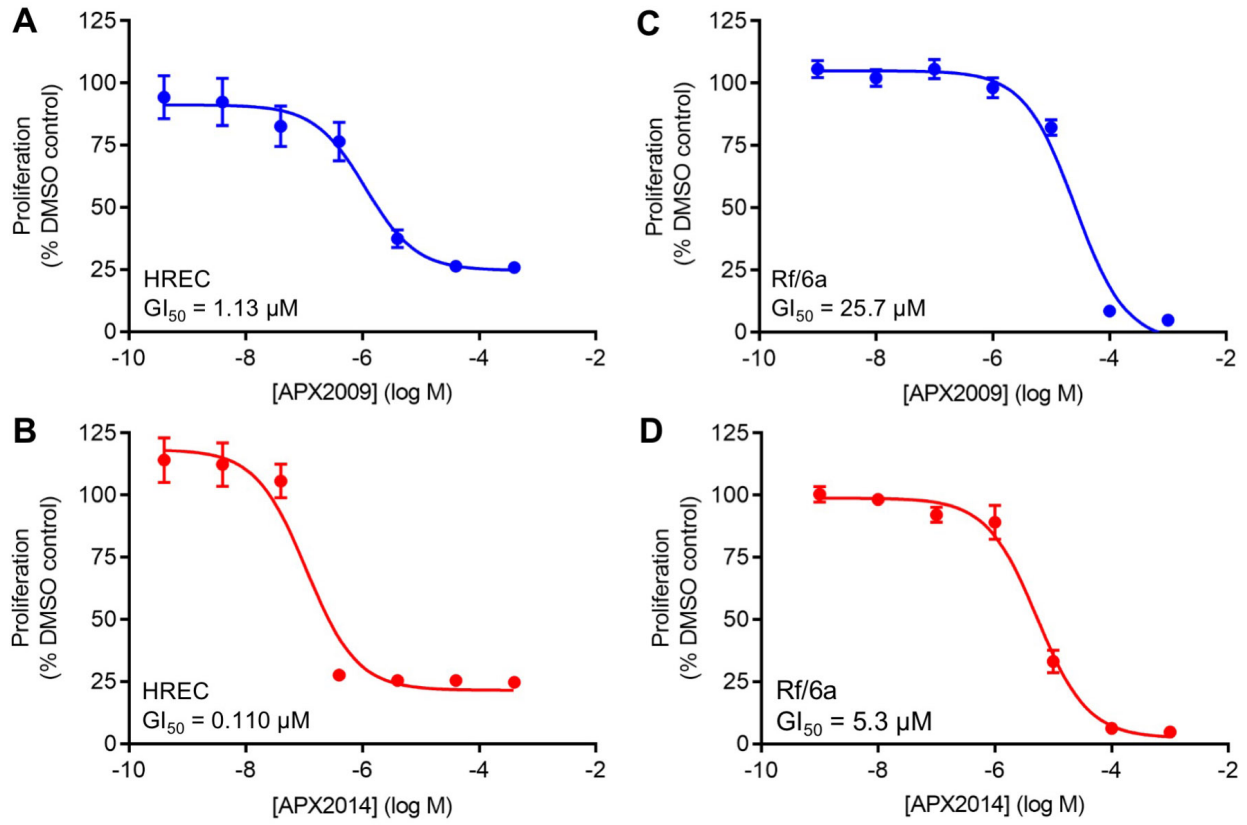 A
125
100
75
50
25
0
Proliferation
(% DMSO control)
HREC
GI₅₀ = 1.13 µM
-10
-8
-6
-4
-2
[APX2009] (log M)
C
125
100
75
50
25
0
Proliferation
(% DMSO control)
Rf/6a
GI₅₀ = 25.7 µM
-10
-8
-6
-4
-2
[APX2009] (log M)
B
125
100
75
50
25
0
Proliferation
(% DMSO control)
HREC
GI₅₀ = 0.110 µM
-10
-8
-6
-4
-2
[APX2014] (log M)
D
125
100
75
50
25
0
Proliferation
(% DMSO control)
Rf/6a
GI₅₀ = 5.3 µM
-10
-8
-6
-4
-2
[APX2014] (log M)